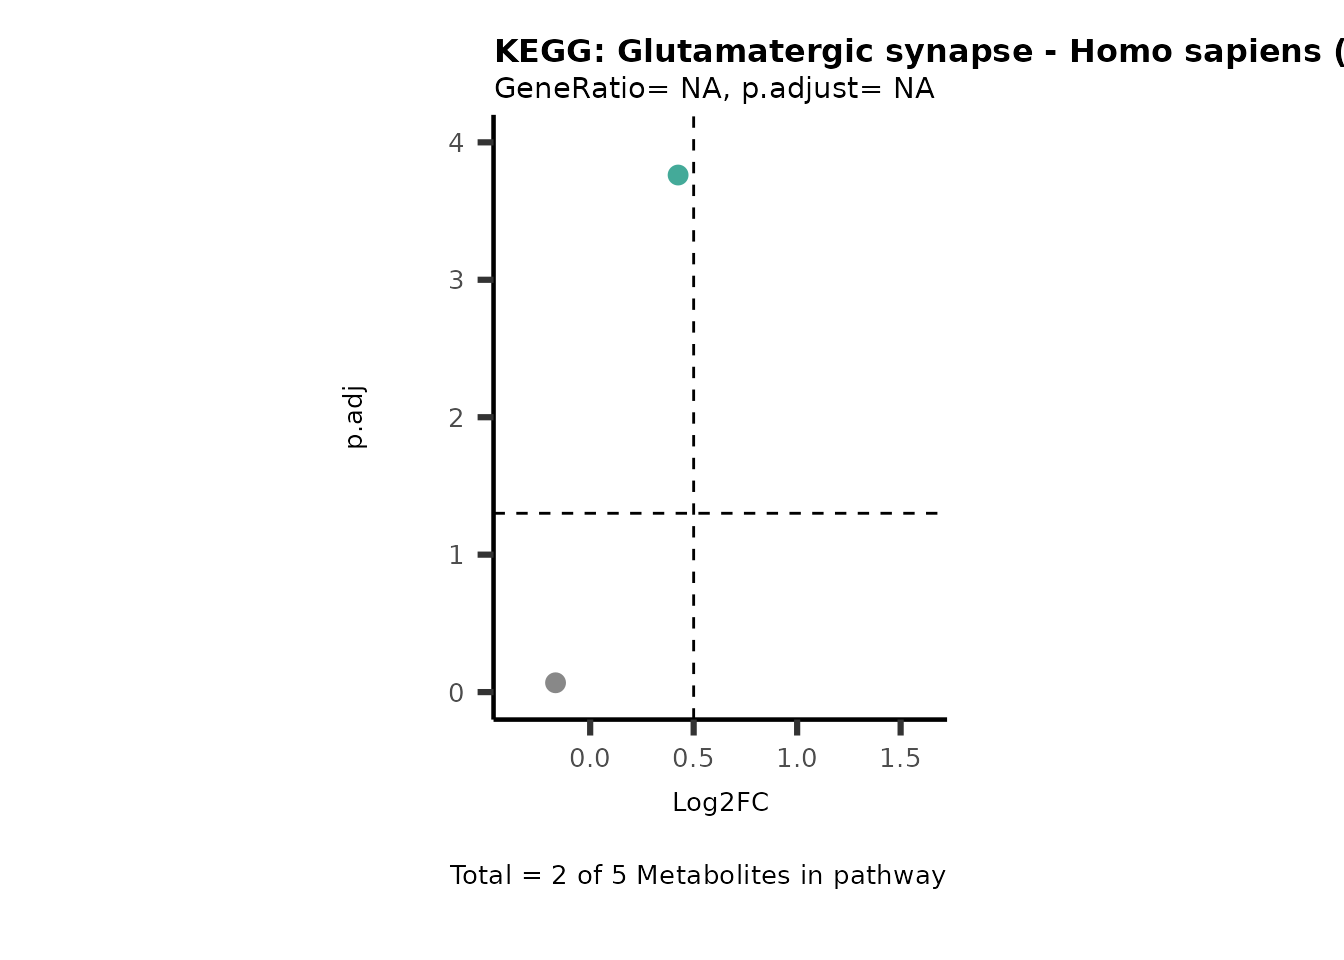 KEGG: Glutamatergic synapse - Homo sapiens (
GeneRatio= NA, p.adjust= NA
4
3
2
1
0
p.adj
0.0 0.5 1.0 1.5
Log2FC
Total = 2 of 5 Metabolites in pathway